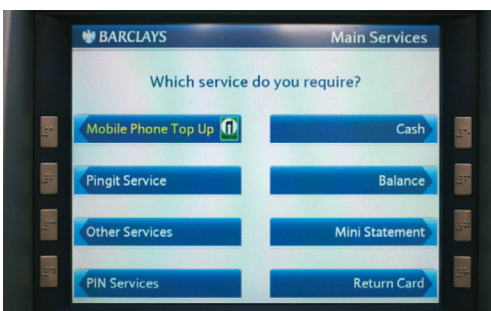 BARCLAYS Main Services
Which service do you require?
Mobile Phone Top Up Cash
Pingit Service Balance
Other Services Mini Statement
PIN Services Return Card